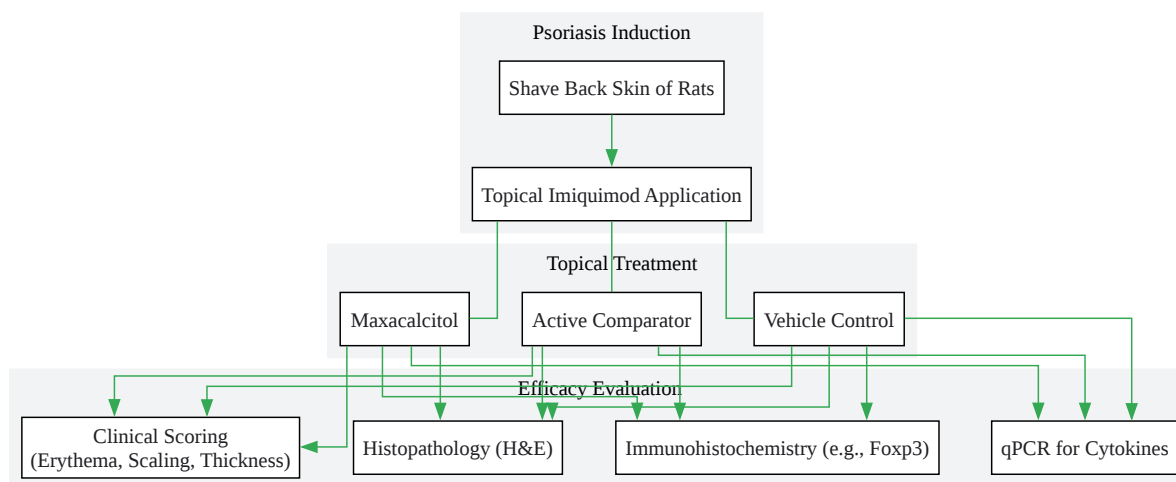 Psoriasis Induction
Shave Back Skin of Rats
Topical Imiquimod Application
Topical Treatment
Maxacalcitol
Active Comparator
Vehicle Control
Efficacy Evaluation
Clinical Scoring
(Erythema, Scaling, Thickness)
Histopathology (H&E)
Immunohistochemistry (e.g., Foxp3)
qPCR for Cytokines